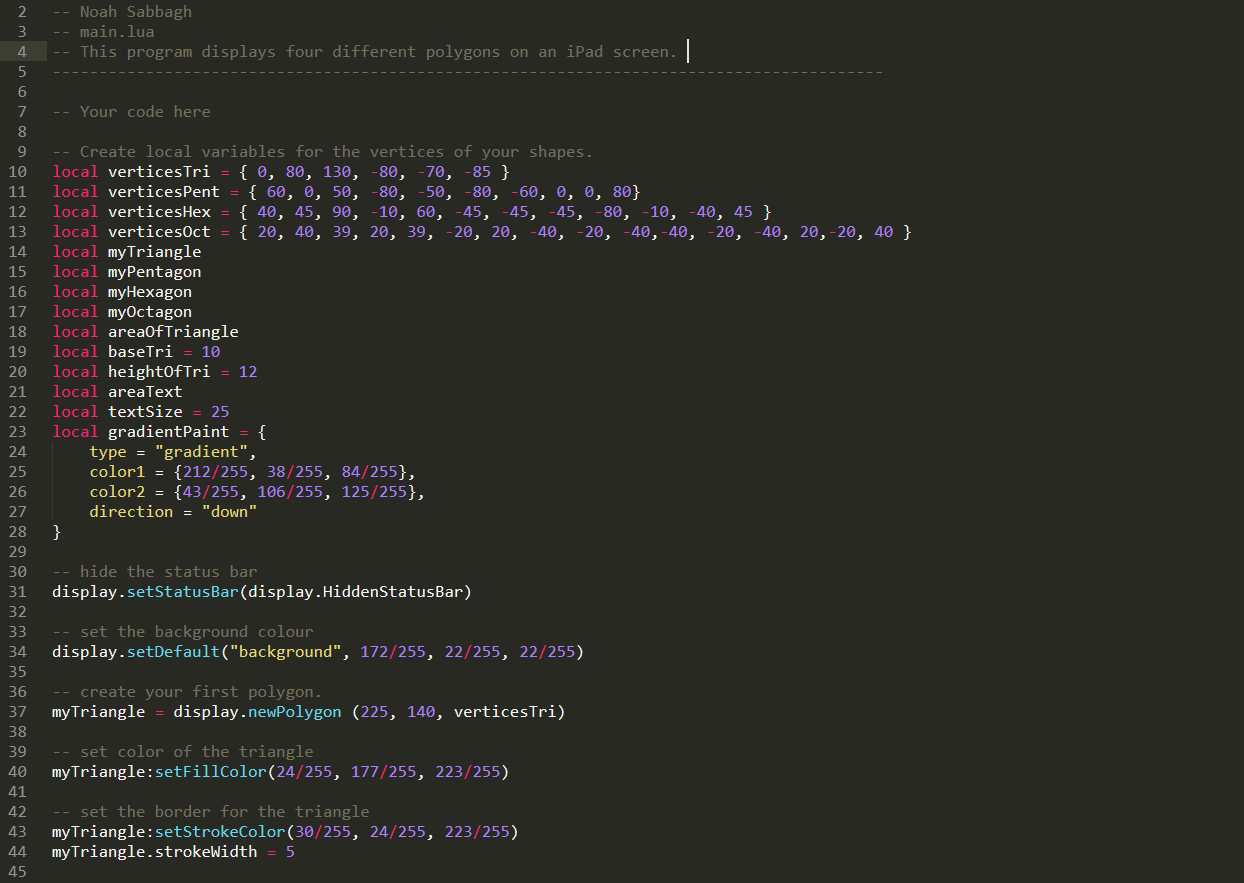 2 -- Noah Sabbagh
3 -- main.lua
4 -- This program displays four different polygons on an iPad screen.
5 -----------------------------------------------------------------------------------------
6
7 -- Your code here
8
9 -- Create local variables for the vertices of your shapes.
10 local verticesTri = { 0, 80, 130, -80, -70, -85 }
11 local verticesPent = { 60, 0, 50, -80, -50, -80, -60, 0, 0, 80}
12 local verticesHex = { 40, 45, 90, -10, 60, -45, -45, -45, -80, -10, -40, 45 }
13 local verticesOct = { 20, 40, 39, 20, 39, -20, 20, -40, -20, -40,-40, -20, -40, 20,-20, 40 }
14 local myTriangle
15 local myPentagon
16 local myHexagon
17 local myOctagon
18 local areaOfTriangle
19 local baseTri = 10
20 local heightOfTri = 12
21 local areaText
22 local textSize = 25
23 local gradientPaint = {
24 type = "gradient",
25 color1 = {212/255, 38/255, 84/255},
26 color2 = {43/255, 106/255, 125/255},
27 direction = "down"
28 }
29
30 -- hide the status bar
31 display.setStatusBar(display.HiddenStatusBar)
32
33 -- set the background colour
34 display.setDefault("background", 172/255, 22/255, 22/255)
35
36 -- create your first polygon.
37 myTriangle = display.newPolygon (225, 140, verticesTri)
38
39 -- set color of the triangle
40 myTriangle:setFillColor(24/255, 177/255, 223/255)
41
42 -- set the border for the triangle
43 myTriangle:setStrokeColor(30/255, 24/255, 223/255)
44 myTriangle.strokeWidth = 5
45